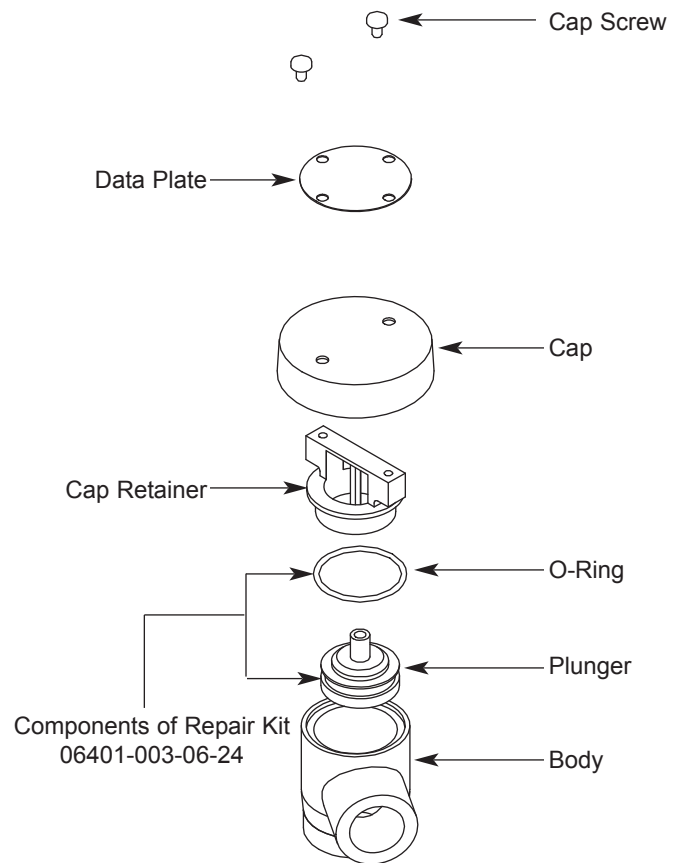 Cap Screw
Data Plate
Cap
Cap Retainer
O-Ring
Plunger
Components of Repair Kit
06401-003-06-24
Body